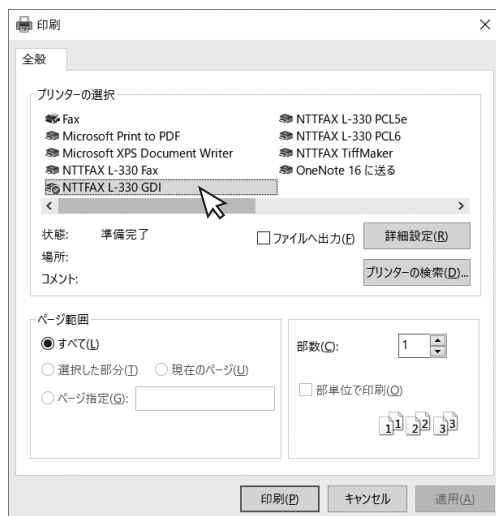 印刷
全般
プリンターの選択
Fax
Microsoft Print to PDF
Microsoft XPS Document Writer
NTTFAX L-330 Fax
NTTFAX L-330 GDI
NTTFAX L-330 PCL5e
NTTFAX L-330 PCL6
NTTFAX TiffMaker
OneNote 16 に送る
状態: 準備完了
場所:
コメント:
ファイルへ出力(F)
詳細設定(R)
プリンターの検索(D)...
ページ範囲
すべて(L)
選択した部分(T) 現在のページ(U)
ページ指定(G):
部数(C): 1
部単位で印刷(O)
1 1 2 2 3 3
印刷(P) キャンセル 適用(A)